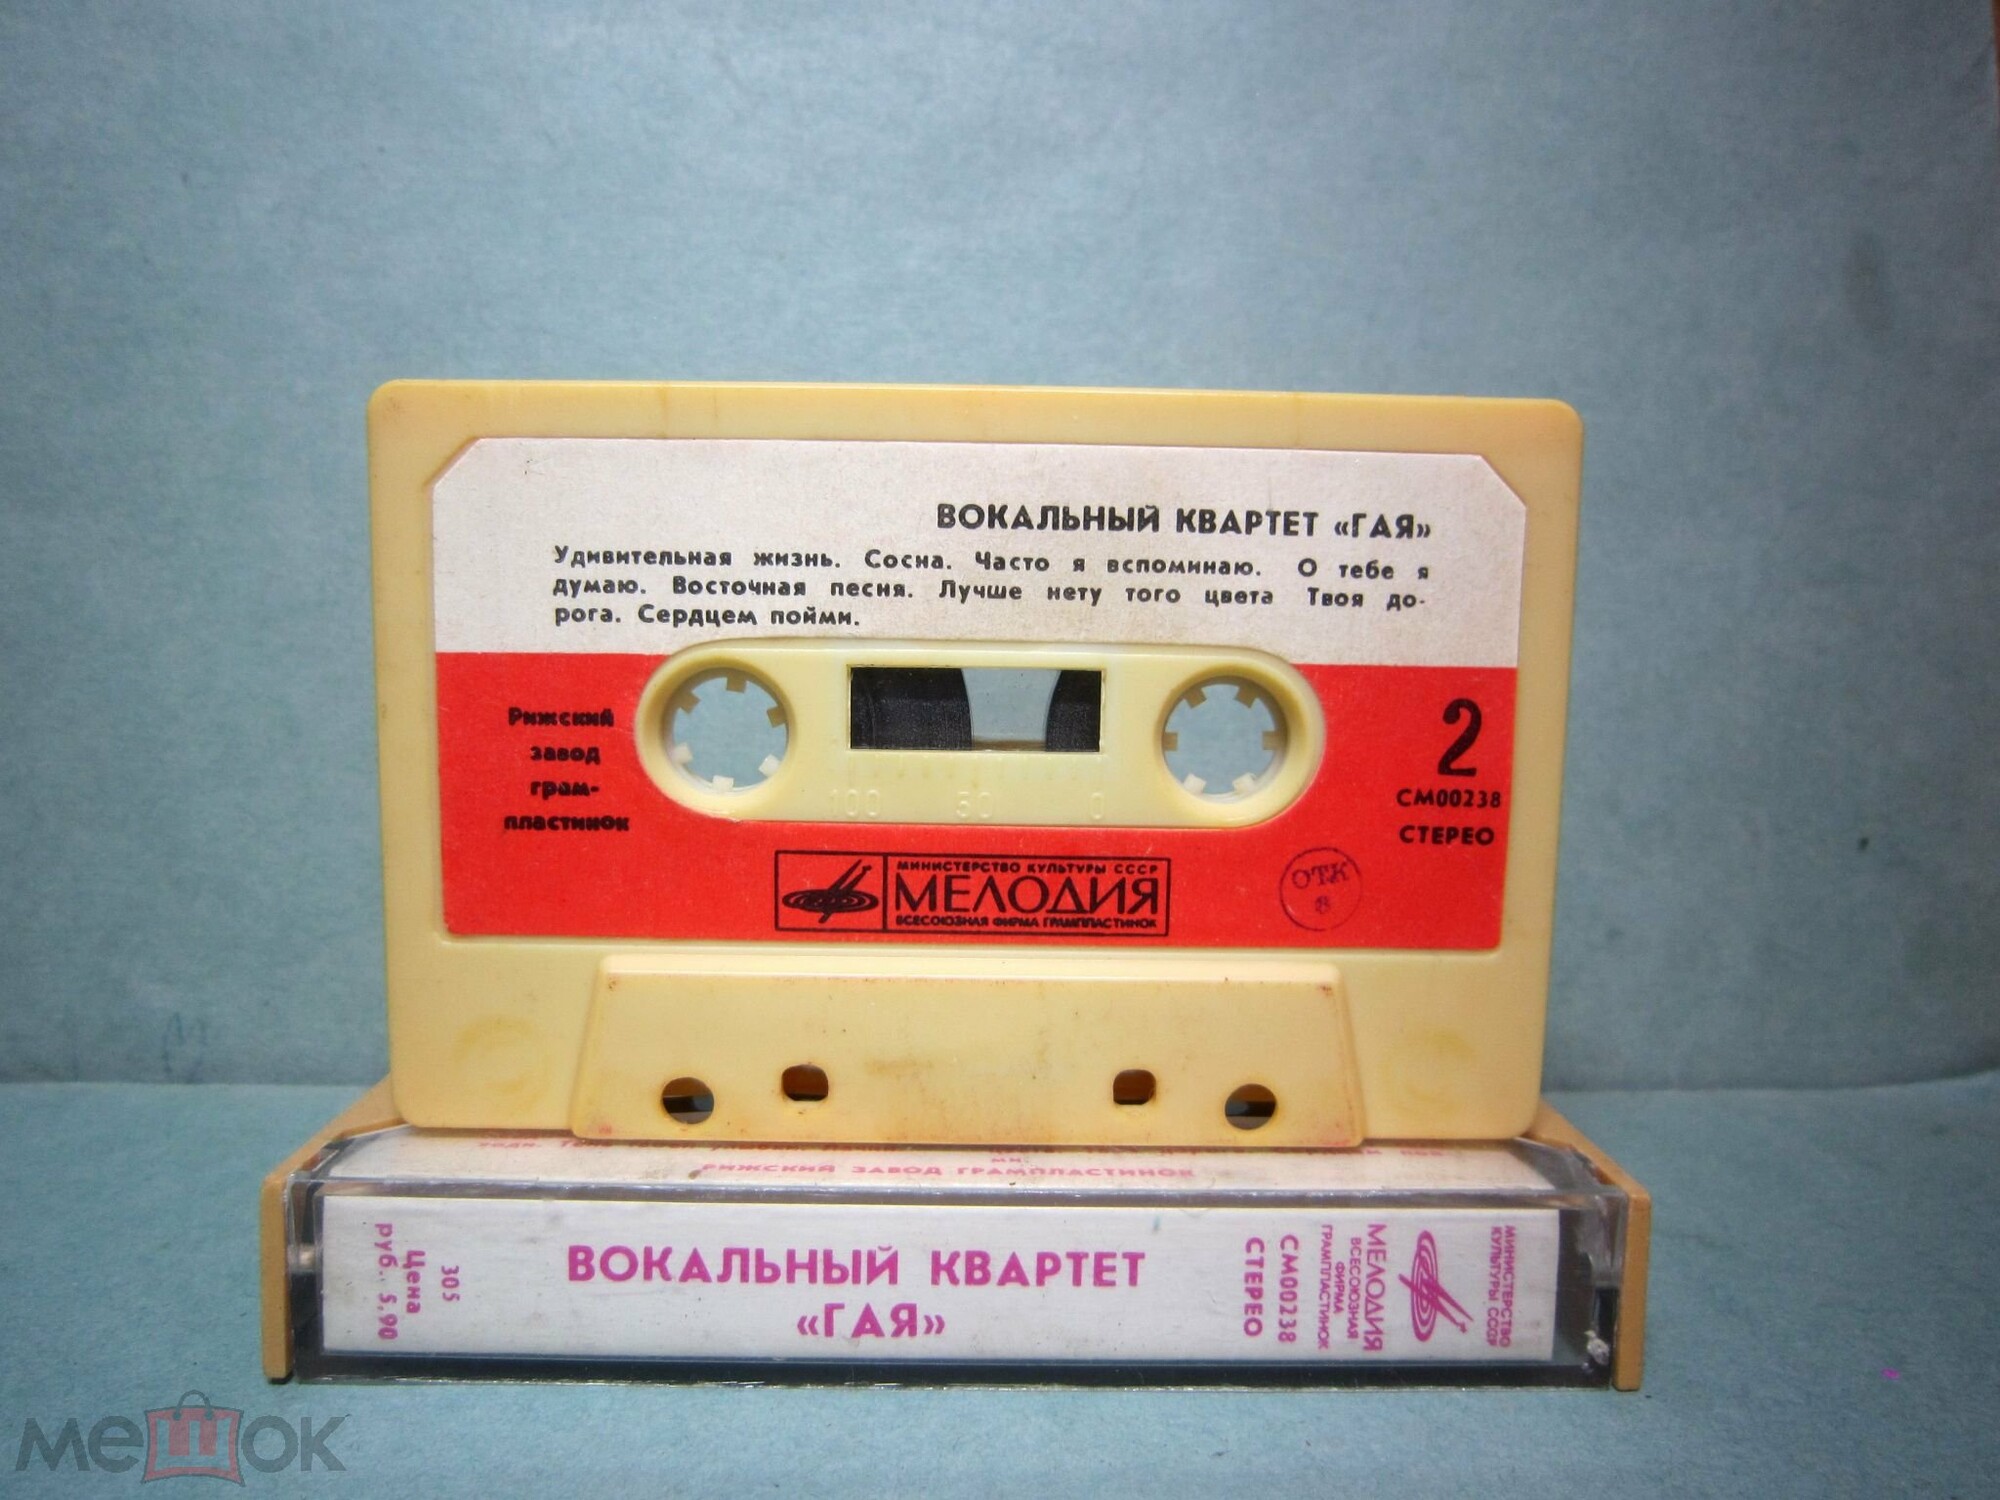 ВОКАЛЬНЫЙ КВАРТЕТ «ГАЯ»
Удивительная жизнь. Сосна. Часто я вспоминаю. О тебе я
думаю. Восточная песня. Лучше нету того цвета Твоя до-
рога. Сердцем пойми.
Рижский
завод
грам-
пластинок
2
СМ00238
СТЕРЕО
100 50 0
МИНИСТЕРСТВО КУЛЬТУРЫ СССР
МЕЛОДИЯ
ВСЕСОЮЗНАЯ ФИРМА ГРАМПЛАСТИНОК
ОТК
8
РИЖСКИЙ ЗАВОД ГРАМПЛАСТИНОК
305
Цена
руб. 5,90
ВОКАЛЬНЫЙ КВАРТЕТ
«ГАЯ»
СМ00238
СТЕРЕО
МИНИСТЕРСТВО
КУЛЬТУРЫ СССР
МЕЛОДИЯ
ВСЕСОЮЗНАЯ
ФИРМА
ГРАМПЛАСТИНОК
мешок